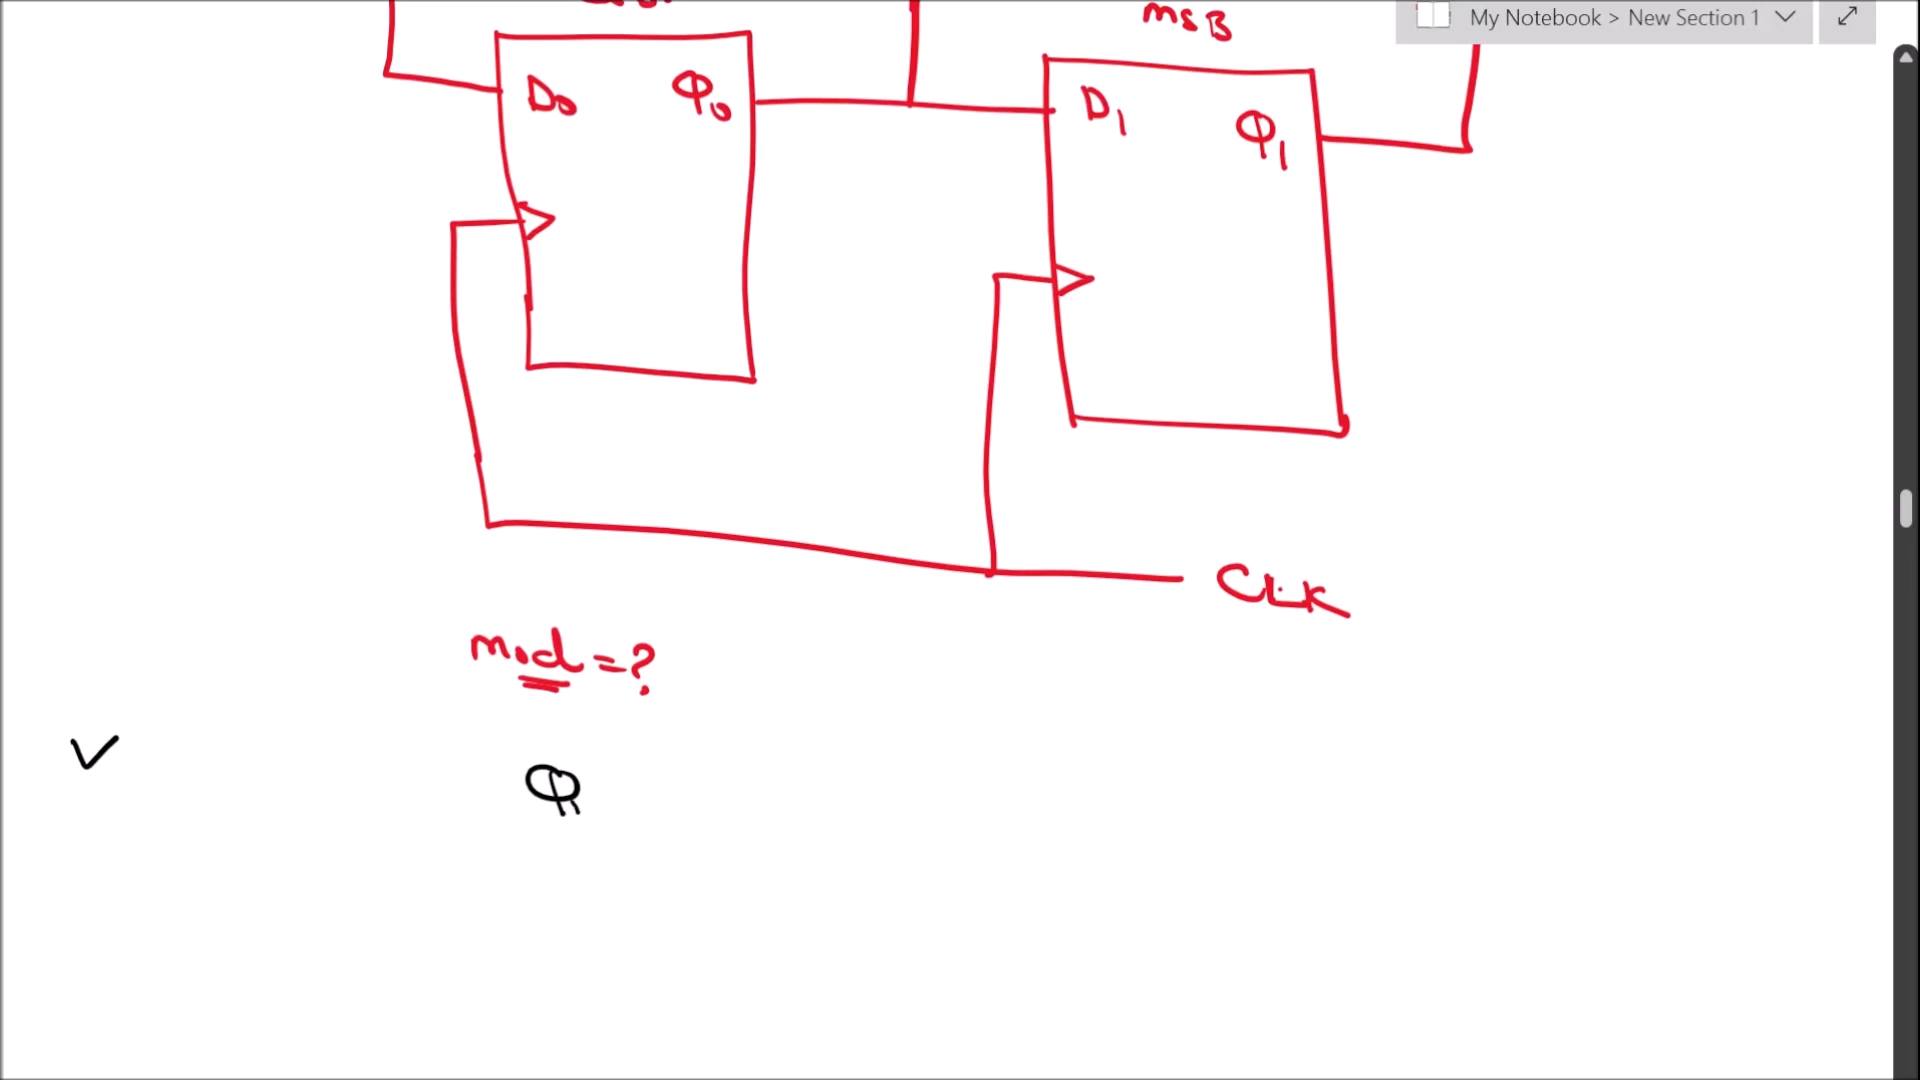 MSB
My Notebook > New Section 1
D0 Q0
D1 Q1
CLK
mod = ?
Q